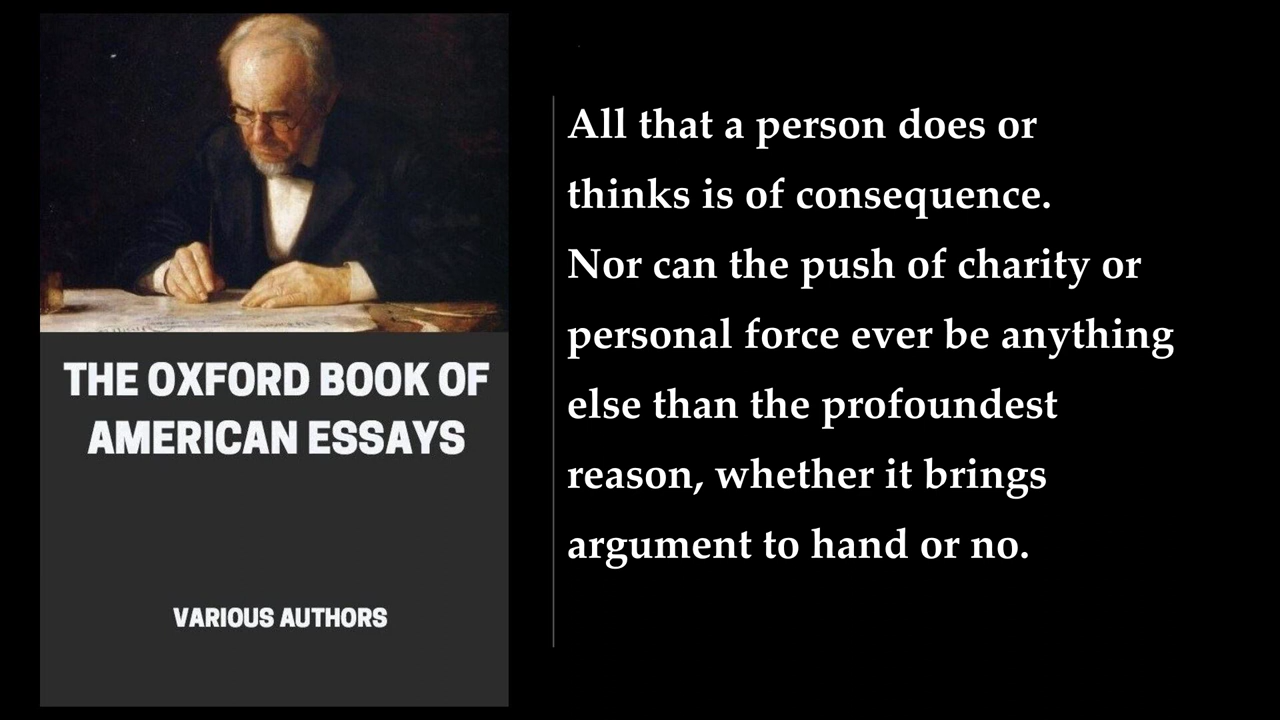 THE OXFORD BOOK OF
AMERICAN ESSAYS
VARIOUS AUTHORS
All that a person does or
thinks is of consequence.
Nor can the push of charity or
personal force ever be anything
else than the profoundest
reason, whether it brings
argument to hand or no.